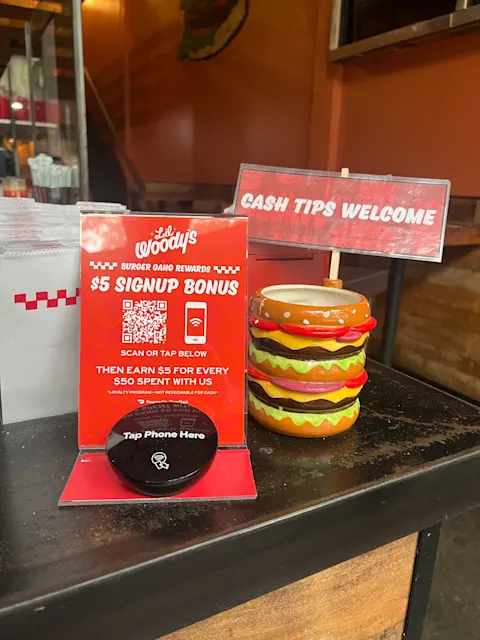 Lil
Woody's
BURGER GANG REWARDS
$5 SIGNUP BONUS
SCAN OR TAP BELOW
THEN EARN $5 FOR EVERY
$50 SPENT WITH US
*LOYALTY PROGRAM—NOT REDEEMABLE FOR CASH*
Tap Phone Here
CASH TIPS WELCOME